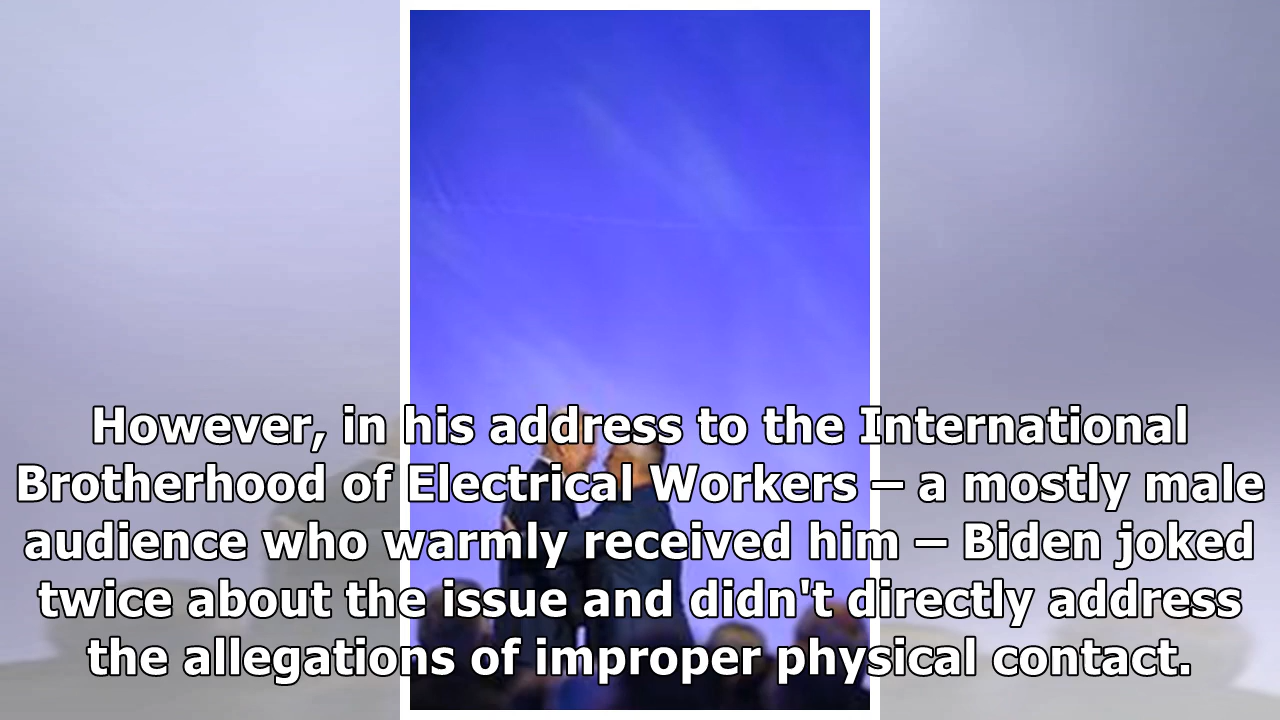 However, in his address to the International
Brotherhood of Electrical Workers – a mostly male
audience who warmly received him – Biden joked
twice about the issue and didn't directly address
the allegations of improper physical contact.